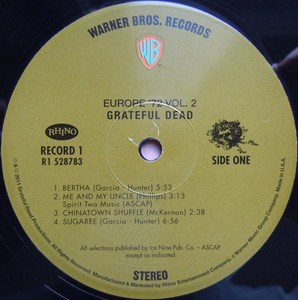 WARNER BROS. RECORDS
WB
EUROPE '72 VOL. 2
GRATEFUL DEAD
RHINO
RECORD 1
R1 528783
SIDE ONE
1. BERTHA (Garcia - Hunter) 5:53
2. ME AND MY UNCLE (Phillips) 3:13
Spirit Two Music (ASCAP)
3. CHINATOWN SHUFFLE (McKernan) 2:38
4. SUGAREE (Garcia - Hunter) 6:56
All selections published by Ice Nine Pub. Co. - ASCAP
except as indicated
STEREO